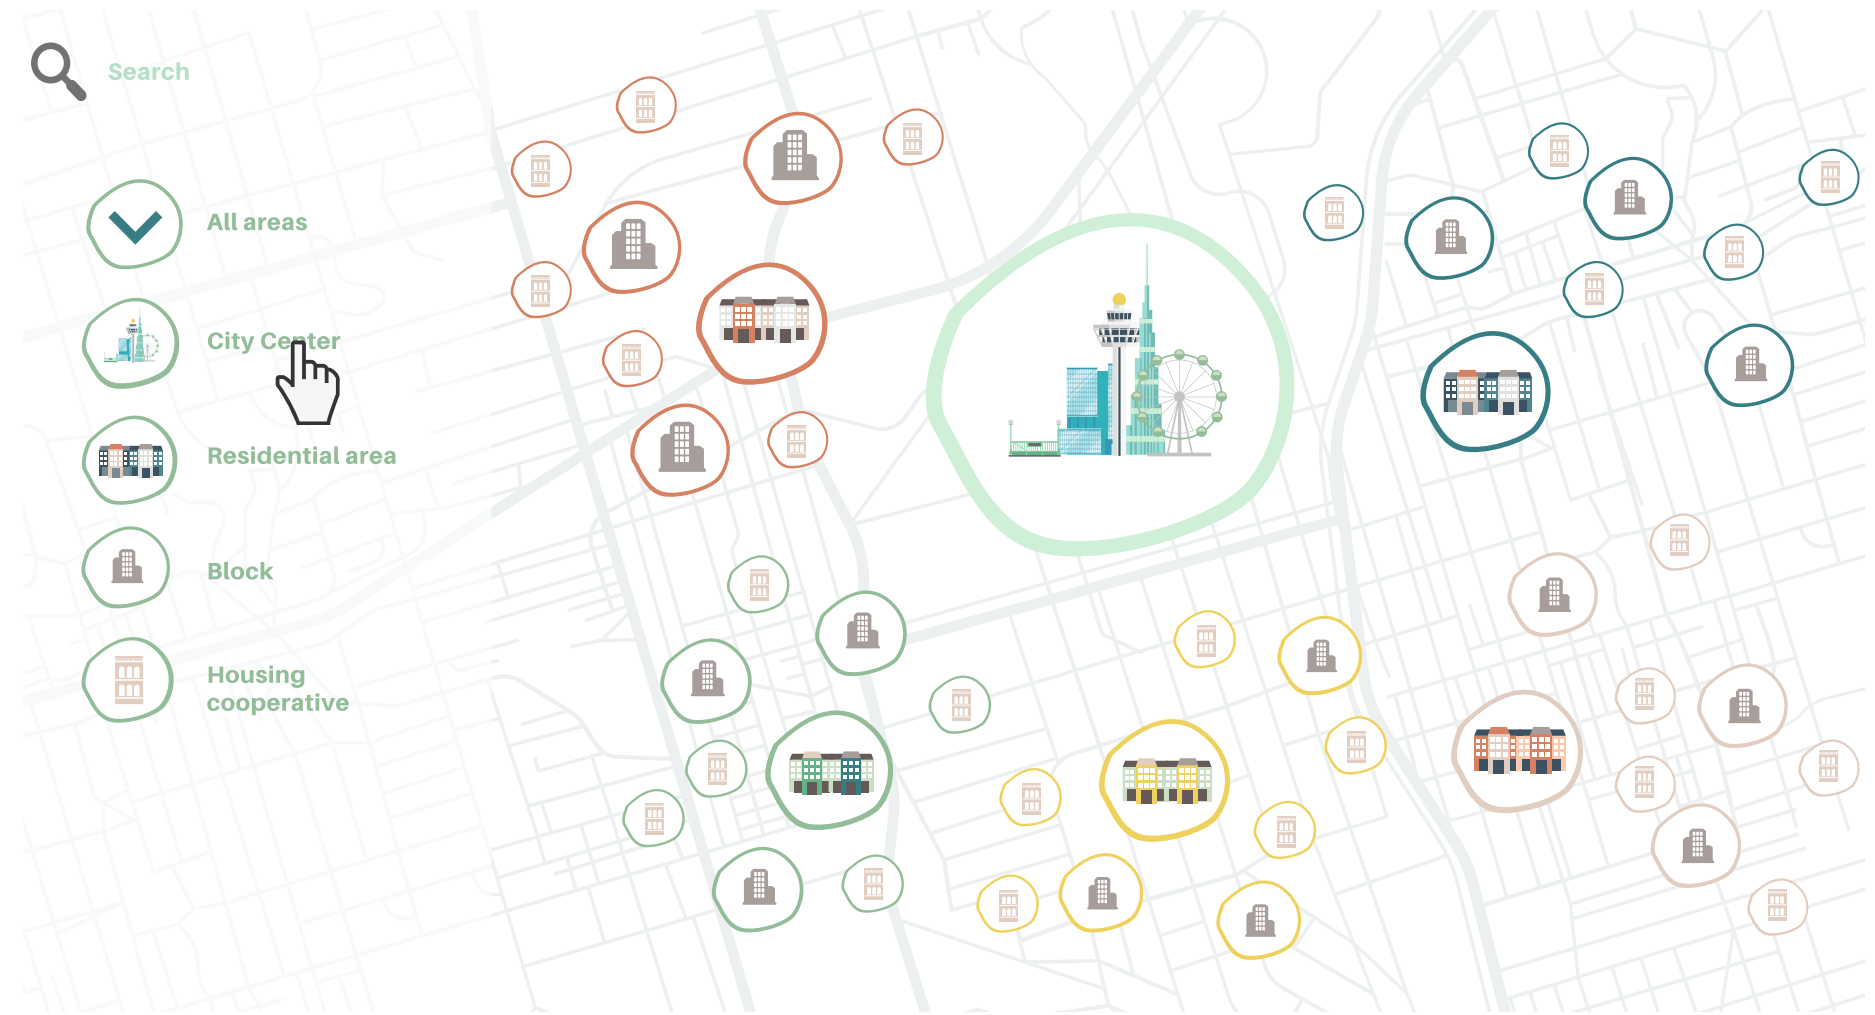 Search
All areas
City Center
Residential area
Block
Housing
cooperative